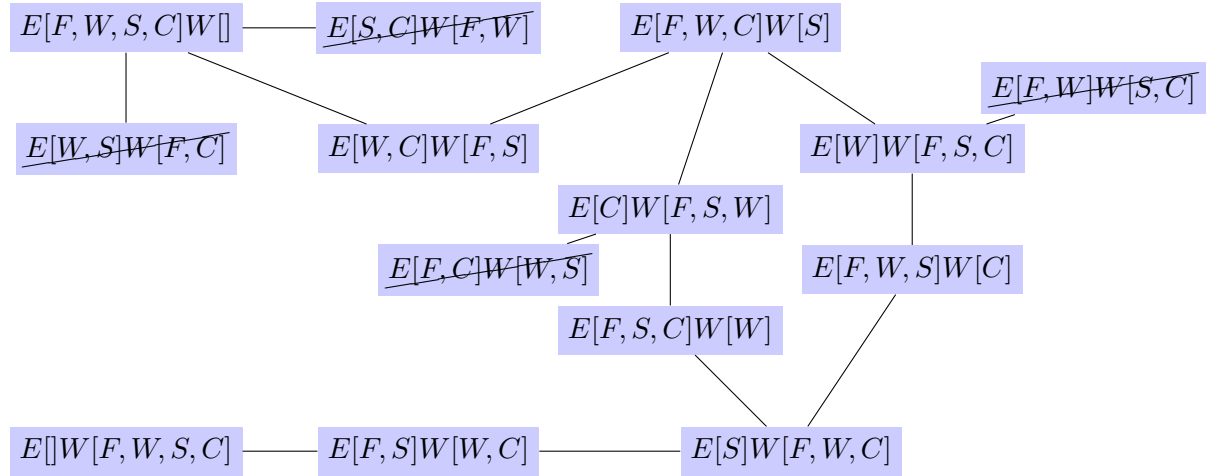 E[F, W, S, C]W[]
E[S, C]W[F, W]
E[F, W, C]W[S]
E[F, W]W[S, C]
E[W, S]W[F, C]
E[W, C]W[F, S]
E[W]W[F, S, C]
E[C]W[F, S, W]
E[F, C]W[W, S]
E[F, W, S]W[C]
E[F, S, C]W[W]
E[]W[F, W, S, C]
E[F, S]W[W, C]
E[S]W[F, W, C]